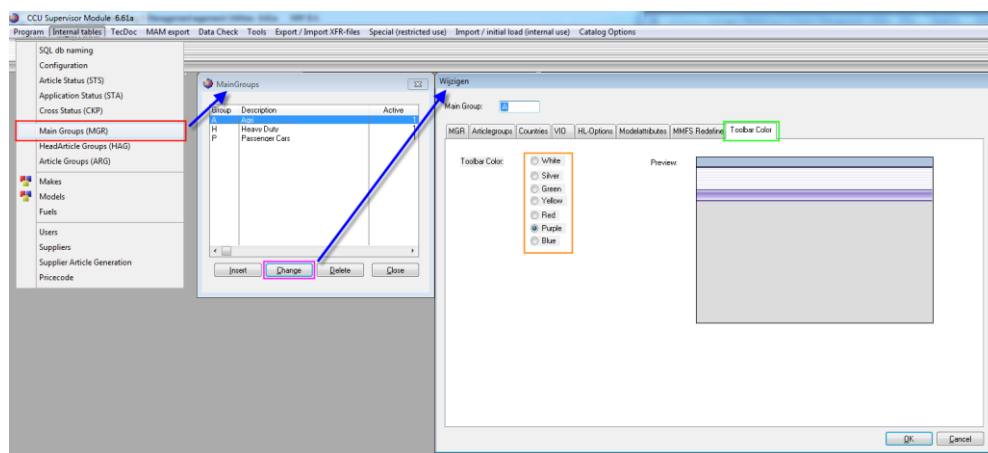 CCU Supervisor Module 6.61a
Program Internal tables TecDoc MAM export Data Check Tools Export / Import XFR-files Special (restricted use) Import / initial load (internal use) Catalog Options
SQL db naming
Configuration
Article Status (STS)
Application Status (STA)
Cross Status (CKP)
Main Groups (MGR)
HeadArticle Groups (HAG)
Article Groups (ARG)
Makes
Models
Fuels
Users
Suppliers
Supplier Article Generation
Pricecode
MainGroups
Group Description Active
A Agri 1
H Heavy Duty 1
P Passenger Cars 1
Insert Change Delete Close
Wijzigen
Main Group: A
MGR Articlegroups Countries VIO HL-Options Modelattributes MMFS Redefine Toolbar Color
Toolbar Color: White Preview:
Silver
Green
Yellow
Red
Purple
Blue
OK Cancel